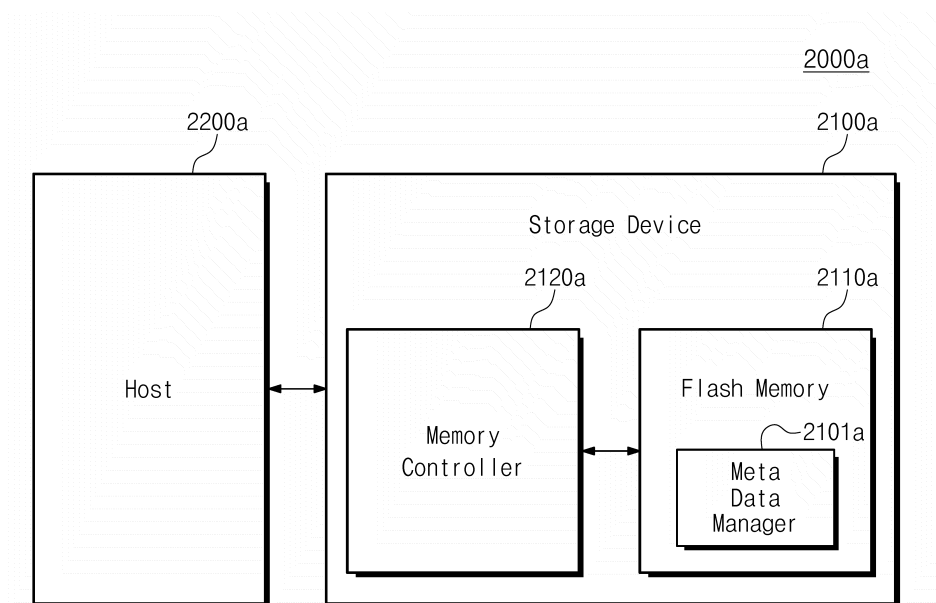 2000a
2200a
2100a
Storage Device
2120a
2110a
Host
Flash Memory
Memory
Controller
2101a
Meta
Data
Manager